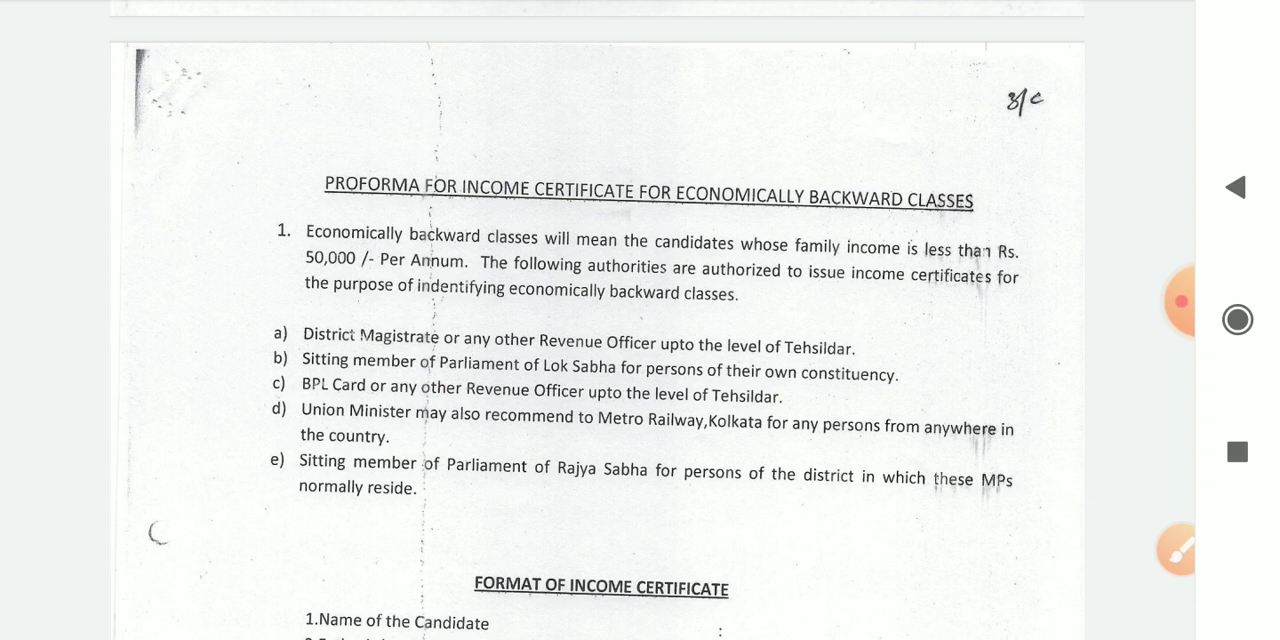 3/c
PROFORMA FOR INCOME CERTIFICATE FOR ECONOMICALLY BACKWARD CLASSES
1. Economically backward classes will mean the candidates whose family income is less than Rs.
50,000 /- Per Annum. The following authorities are authorized to issue income certificates for
the purpose of indentifying economically backward classes.
a) District Magistrate or any other Revenue Officer upto the level of Tehsildar.
b) Sitting member of Parliament of Lok Sabha for persons of their own constituency.
c) BPL Card or any other Revenue Officer upto the level of Tehsildar.
d) Union Minister may also recommend to Metro Railway,Kolkata for any persons from anywhere in
the country.
e) Sitting member of Parliament of Rajya Sabha for persons of the district in which these MPs
normally reside.
FORMAT OF INCOME CERTIFICATE
1.Name of the Candidate :